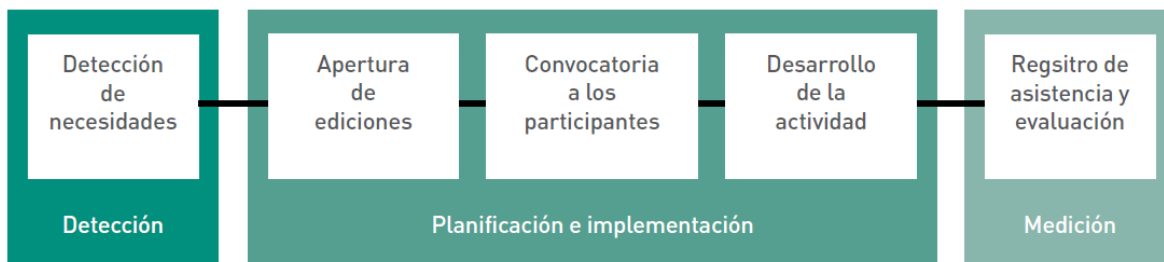 Detección
de
necesidades
Apertura
de
ediciones
Convocatoria
a los
participantes
Desarrollo
de la
actividad
Regsitro de
asistencia y
evaluación
Detección
Planificación e implementación
Medición